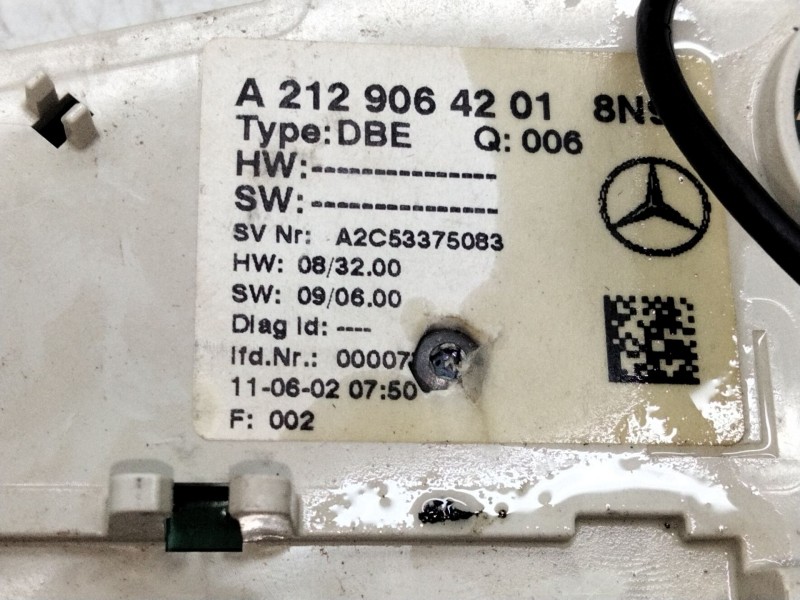 A 212 906 42 01
Type: DBE Q: 006
HW:---------------
SW:---------------
SV Nr: A2C53375083
HW: 08/32.00
SW: 09/06.00
Diag Id: ----
lfd.Nr.:
11-06-02 07:50
F: 002